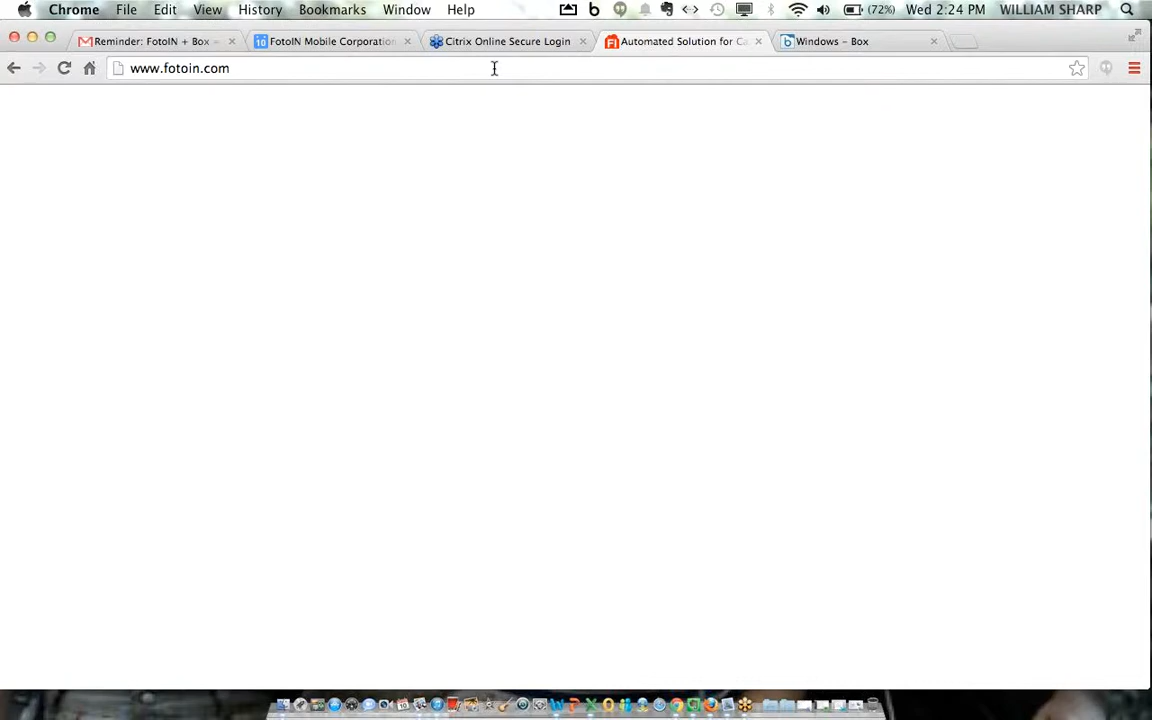 Chrome File Edit View History Bookmarks Window Help (72%) Wed 2:24 PM WILLIAM SHARP
Reminder: FotoIN + Box - FotoIN Mobile Corporation Citrix Online Secure Login Automated Solution for Ca Windows - Box
www.fotoin.com